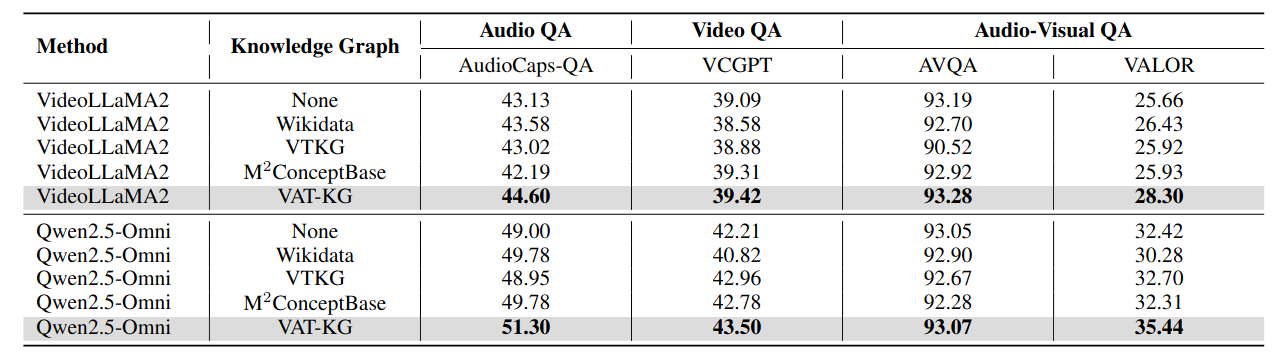 Method Knowledge Graph Audio QA Video QA Audio-Visual QA
AudioCaps-QA VCGPT AVQA VALOR
VideoLLaMA2 None 43.13 39.09 93.19 25.66
VideoLLaMA2 Wikidata 43.58 38.58 92.70 26.43
VideoLLaMA2 VTKG 43.02 38.88 90.52 25.92
VideoLLaMA2 M²ConceptBase 42.19 39.31 92.92 25.93
VideoLLaMA2 VAT-KG 44.60 39.42 93.28 28.30
Qwen2.5-Omni None 49.00 42.21 93.05 32.42
Qwen2.5-Omni Wikidata 49.78 40.82 92.90 30.28
Qwen2.5-Omni VTKG 48.95 42.96 92.67 32.70
Qwen2.5-Omni M²ConceptBase 49.78 42.78 92.28 32.31
Qwen2.5-Omni VAT-KG 51.30 43.50 93.07 35.44